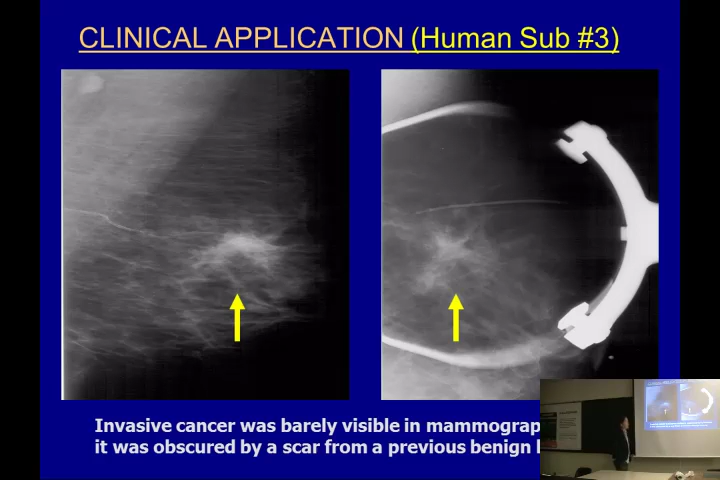 CLINICAL APPLICATION (Human Sub #3)
Invasive cancer was barely visible in mammograp
it was obscured by a scar from a previous benign